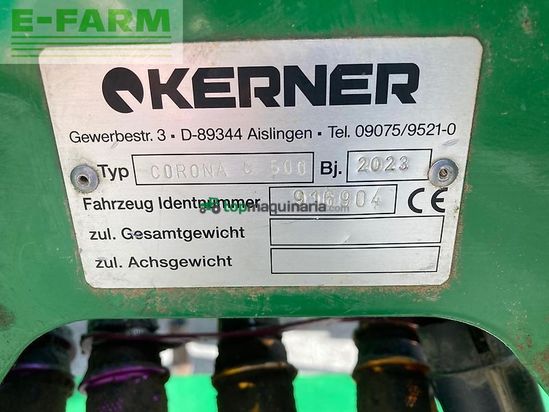 E-FARM
KERNER
Gewerbestr. 3 • D-89344 Aislingen • Tel. 09075/9521-0
Typ CORONA C 500 Bj. 2023
Fahrzeug Identnummer 916904 CE
topmaquinaria.com
zul. Gesamtgewicht
zul. Achsgewicht